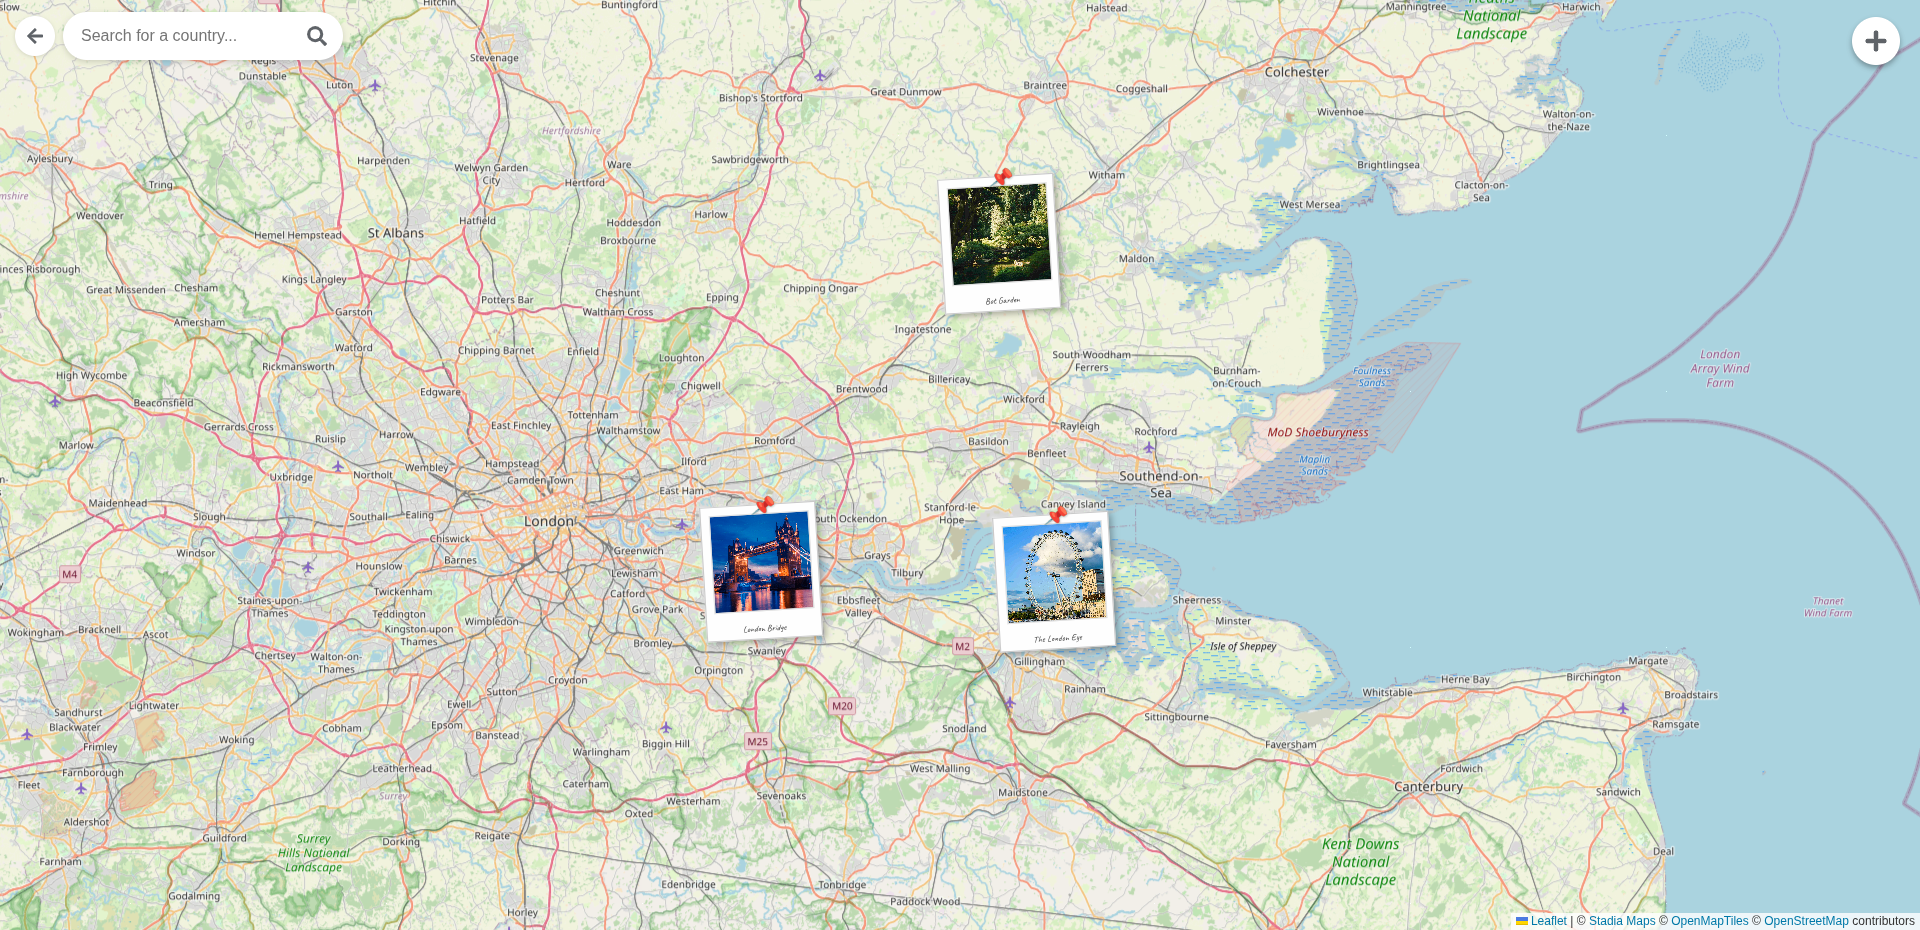 Search for a country...
slow
Hitchin
Buntingford
Halstead
Manningtree
Harwich
Heaths
National
Landscape
Regis
Dunstable
Luton
Stevenage
Bishop's Stortford
Great Dunmow
Braintree
Coggeshall
Colchester
Wivenhoe
Walton-on-
the-Naze
Hertfordshire
Aylesbury
Harpenden
Welwyn Garden
City
Ware
Sawbridgeworth
Witham
Brightlingsea
Tring
Hertford
Clacton-on-
Sea
mshire
Wendover
Hatfield
Hoddesdon
Harlow
West Mersea
Hemel Hempstead
St Albans
Broxbourne
Maldon
nces Risborough
Kings Langley
Great Missenden
Chesham
Potters Bar
Cheshunt
Waltham Cross
Epping
Chipping Ongar
Bot Garden
Amersham
Garston
Ingatestone
Watford
Chipping Barnet
Enfield
Loughton
South Woodham
Ferrers
London
Array Wind
Farm
High Wycombe
Rickmansworth
Chigwell
Brentwood
Billericay
Burnham-
on-Crouch
Foulness
Sands
Beaconsfield
Edgware
Wickford
Tottenham
Gerrards Cross
East Finchley
Walthamstow
Rayleigh
Rochford
MoD Shoeburyness
Marlow
Ruislip
Harrow
Romford
Basildon
Benfleet
Hampstead
Ilford
Wembley
Maplin
Sands
Uxbridge
Northolt
Camden Town
Southend-on-
Sea
East Ham
Maidenhead
Slough
Southall
Ealing
London
South Ockendon
Stanford-le-
Hope
Canvey Island
Chiswick
Windsor
Greenwich
Grays
Barnes
M4
Hounslow
Lewisham
Tilbury
Twickenham
Catford
Staines-upon-
Thames
Teddington
Grove Park
Ebbsfleet
Valley
Sheerness
Thanet
Wind Farm
Wokingham
Bracknell
Ascot
Kingston upon
Thames
Wimbledon
London Bridge
The London Eye
Minster
Isle of Sheppey
Bromley
Swanley
M2
Chertsey
Walton-on-
Thames
Orpington
Gillingham
Margate
Croydon
Herne Bay
Birchington
Sutton
Rainham
Whitstable
Broadstairs
Lightwater
Ewell
M20
Sandhurst
Sittingbourne
Ramsgate
Blackwater
Cobham
Epsom
Snodland
Woking
Banstead
M25
Biggin Hill
Faversham
Frimley
Warlingham
Farnborough
Leatherhead
West Malling
Fordwich
Fleet
Caterham
Sevenoaks
Maidstone
Canterbury
Sandwich
Surrey
Westerham
Aldershot
Oxted
Guildford
Surrey
Hills National
Landscape
Dorking
Reigate
Kent Downs
National
Landscape
Deal
Farnham
Godalming
Edenbridge
Tonbridge
Paddock Wood
Horley
Leaflet | © Stadia Maps © OpenMapTiles © OpenStreetMap contributors